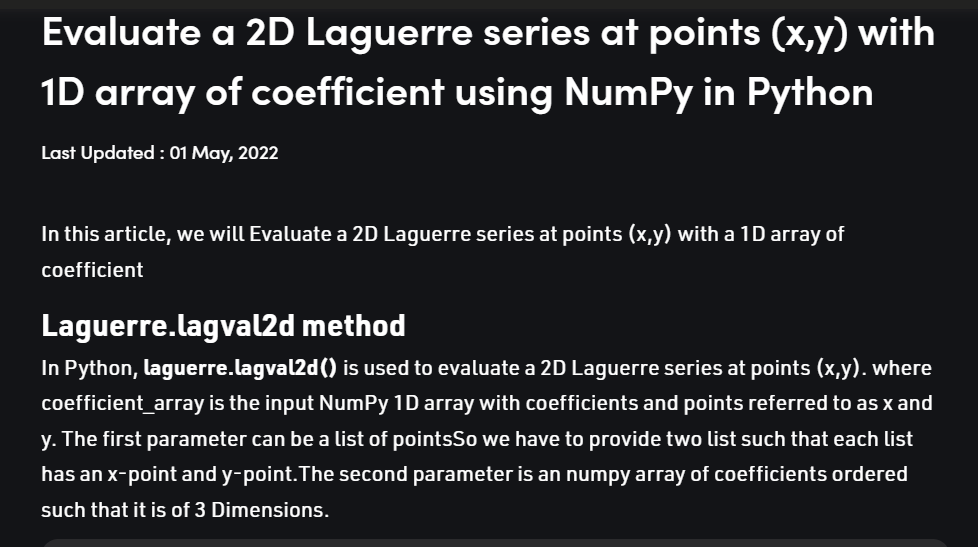 Evaluate a 2D Laguerre series at points (x,y) with
1D array of coefficient using NumPy in Python
Last Updated : 01 May, 2022
In this article, we will Evaluate a 2D Laguerre series at points (x,y) with a 1D array of
coefficient
Laguerre.lagval2d method
In Python, laguerre.lagval2d() is used to evaluate a 2D Laguerre series at points (x,y). where
coefficient_array is the input NumPy 1D array with coefficients and points referred to as x and
y. The first parameter can be a list of pointsSo we have to provide two list such that each list
has an x-point and y-point.The second parameter is an numpy array of coefficients ordered
such that it is of 3 Dimensions.